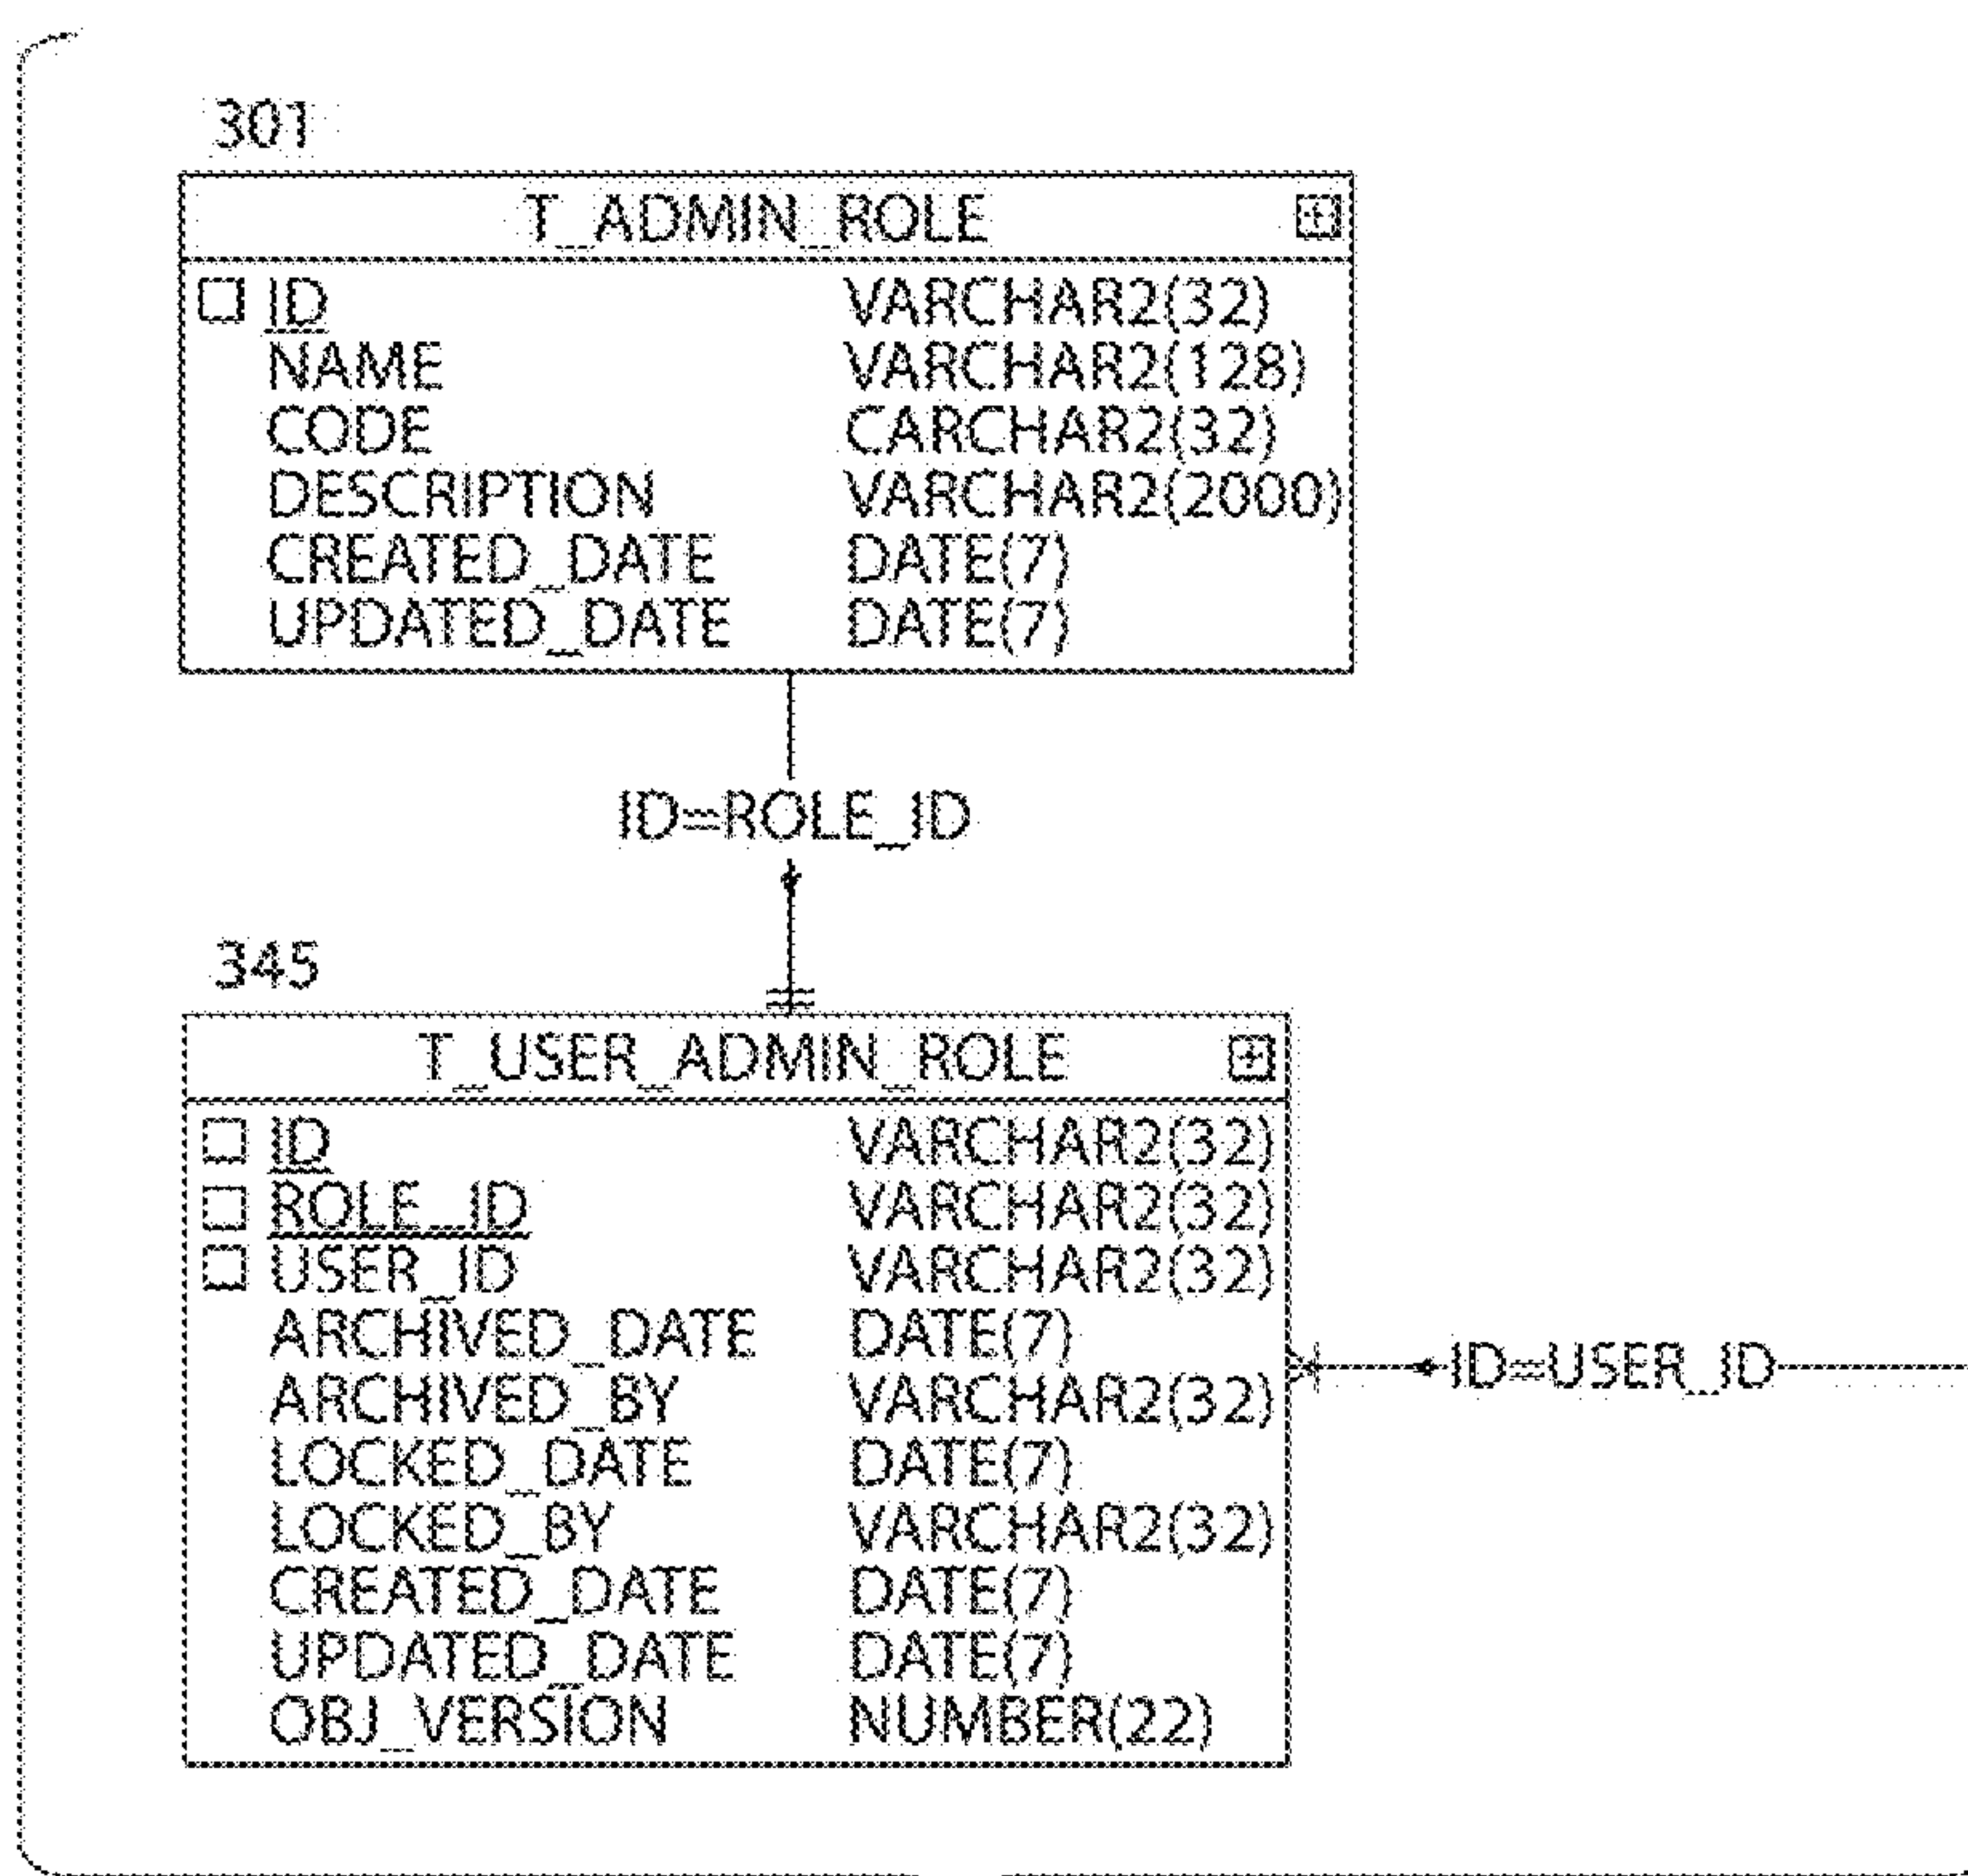 301
T_ADMIN_ROLE
ID VARCHAR2(32)
NAME VARCHAR2(128)
CODE CARCHAR2(32)
DESCRIPTION VARCHAR2(2000)
CREATED_DATE DATE(7)
UPDATED_DATE DATE(7)
ID=ROLE_ID
345
T_USER_ADMIN_ROLE
ID VARCHAR2(32)
ROLE_ID VARCHAR2(32)
USER_ID VARCHAR2(32)
ARCHIVED_DATE DATE(7)
ARCHIVED_BY VARCHAR2(32)
LOCKED_DATE DATE(7)
LOCKED_BY VARCHAR2(32)
CREATED_DATE DATE(7)
UPDATED_DATE DATE(7)
OBJ_VERSION NUMBER(22)
ID=USER_ID